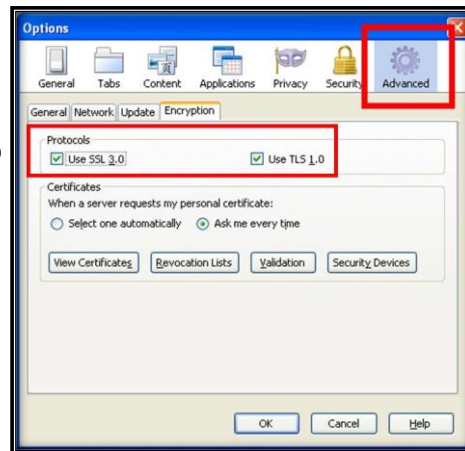 Options
General Tabs Content Applications Privacy Security Advanced
General Network Update Encryption
Protocols
Use SSL 3.0 Use TLS 1.0
Certificates
When a server requests my personal certificate:
Select one automatically Ask me every time
View Certificates Revocation Lists Validation Security Devices
OK Cancel Help